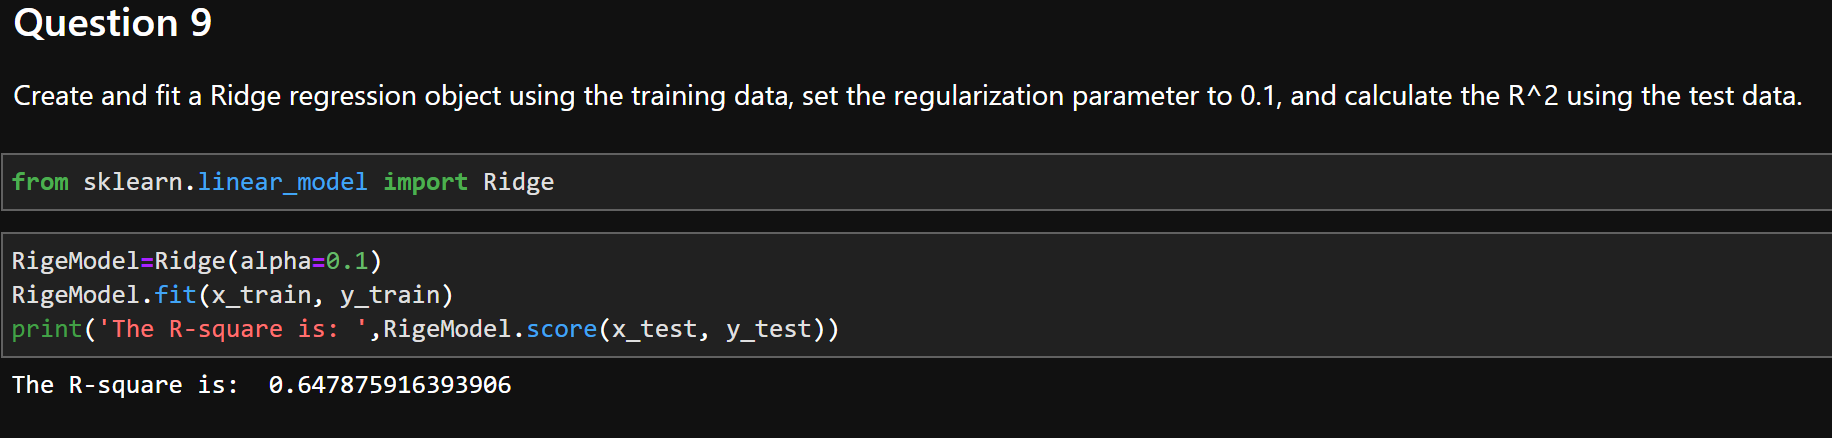 Question 9
Create and fit a Ridge regression object using the training data, set the regularization parameter to 0.1, and calculate the R^2 using the test data.
from sklearn.linear_model import Ridge
RigeModel=Ridge(alpha=0.1)
RigeModel.fit(x_train, y_train)
print('The R-square is: ',RigeModel.score(x_test, y_test))
The R-square is:  0.647875916393906